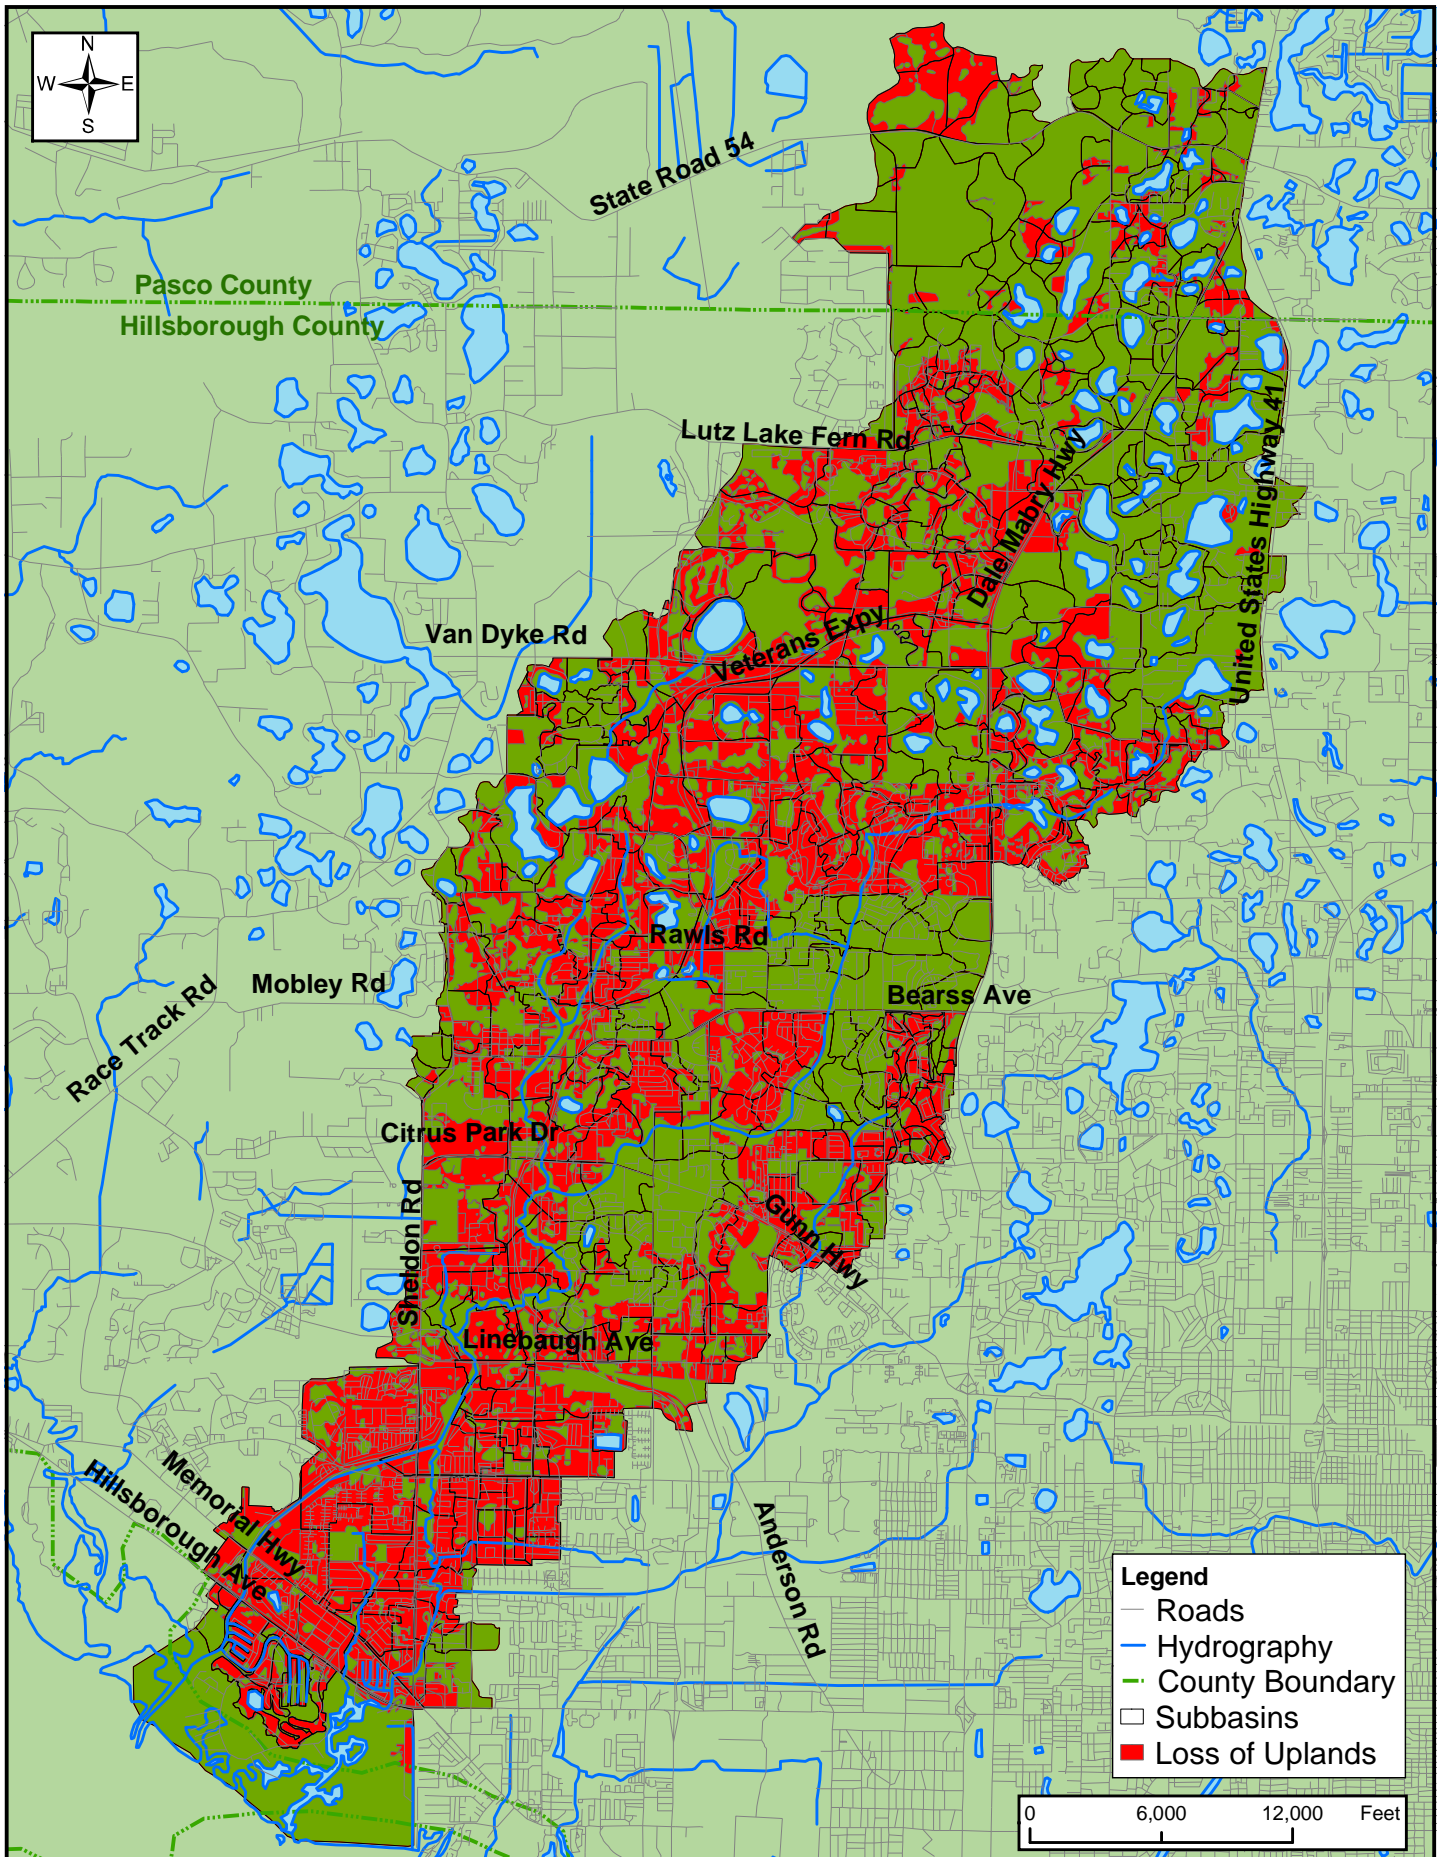 N
W E
S
State Road 54
Pasco County
Hillsborough County
Lutz Lake Fern Rd
Dale Mabry Hwy
United States Highway 41
Van Dyke Rd
Veterans Expy
Rawls Rd
Mobley Rd
Bearss Ave
Race Track Rd
Citrus Park Dr
Sheldon Rd
Gunn Hwy
Linebaugh Ave
Memorial Hwy
Hillsborough Ave
Anderson Rd
Legend
Roads
Hydrography
County Boundary
Subbasins
Loss of Uplands
0 6,000 12,000 Feet